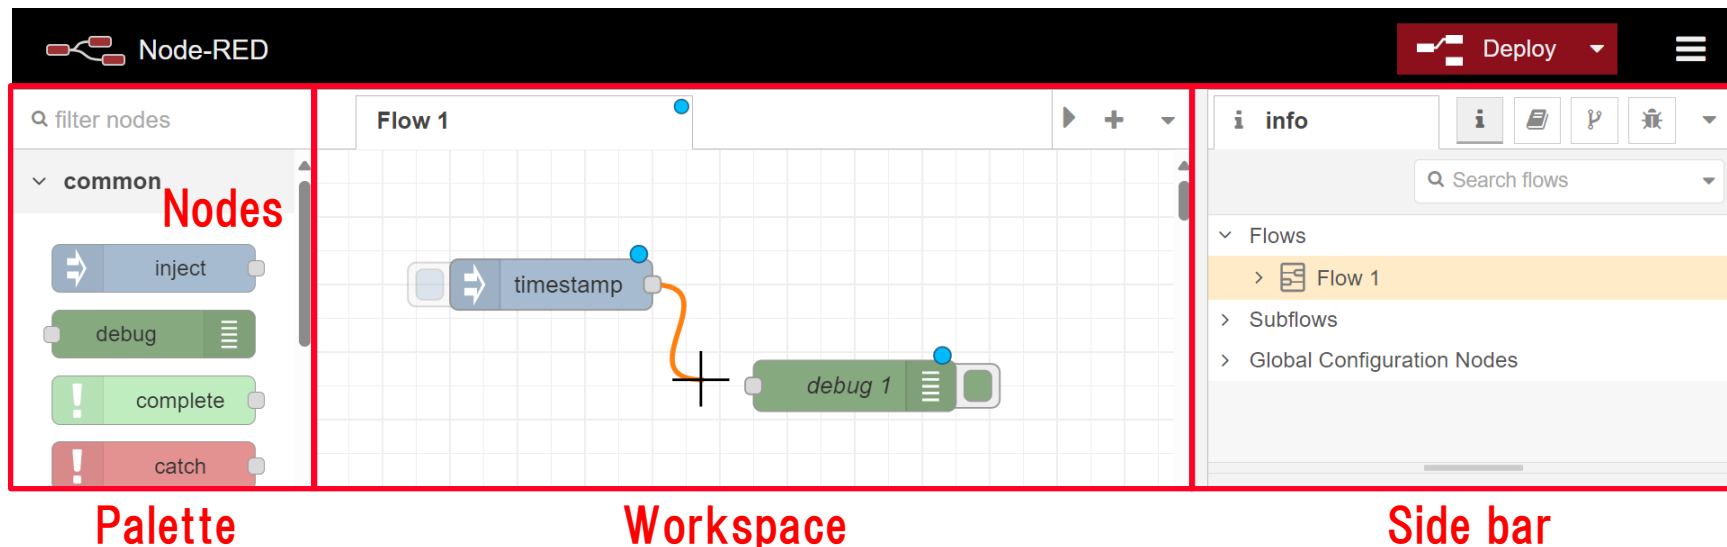 Node-RED
Deploy
filter nodes
Flow 1
info
common
Nodes
Search flows
Flows
inject
timestamp
Flow 1
debug
Subflows
Global Configuration Nodes
debug 1
complete
catch
Palette
Workspace
Side bar